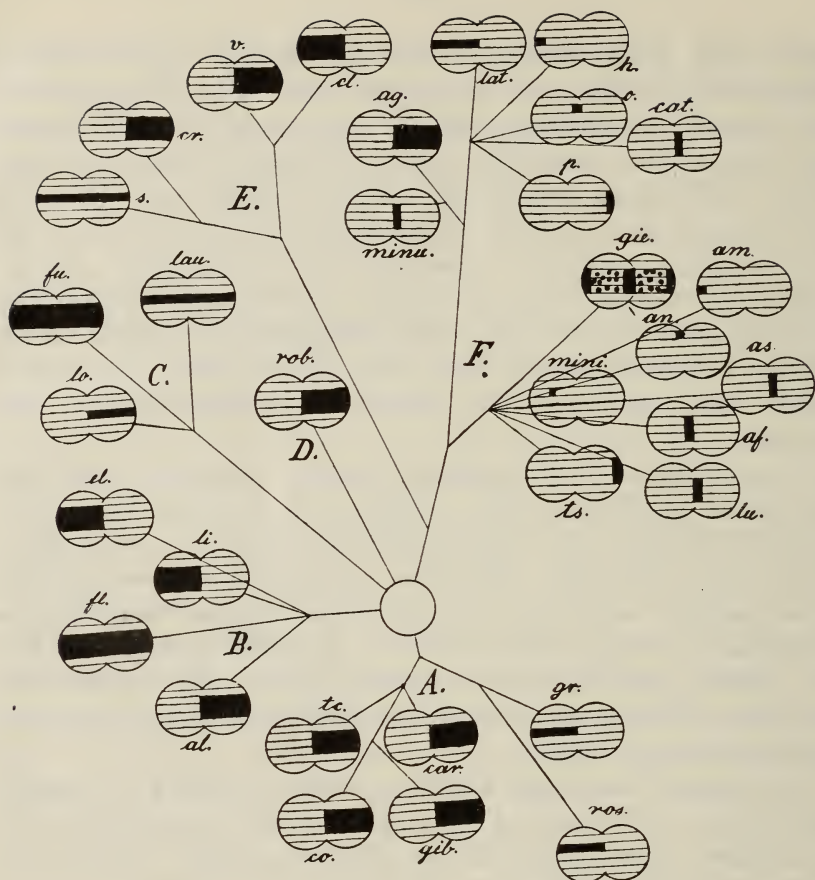 v.
cl.
lat.
h.
ag.
o.
cat.
cr.
s.
E.
minu.
p.
fu.
lau.
gie.
am.
an.
C.
rob.
F.
mini.
as.
lo.
D.
af.
el.
ts.
lu.
li.
fl.
B.
al.
tc.
A.
gr.
car.
co.
gib.
ros.